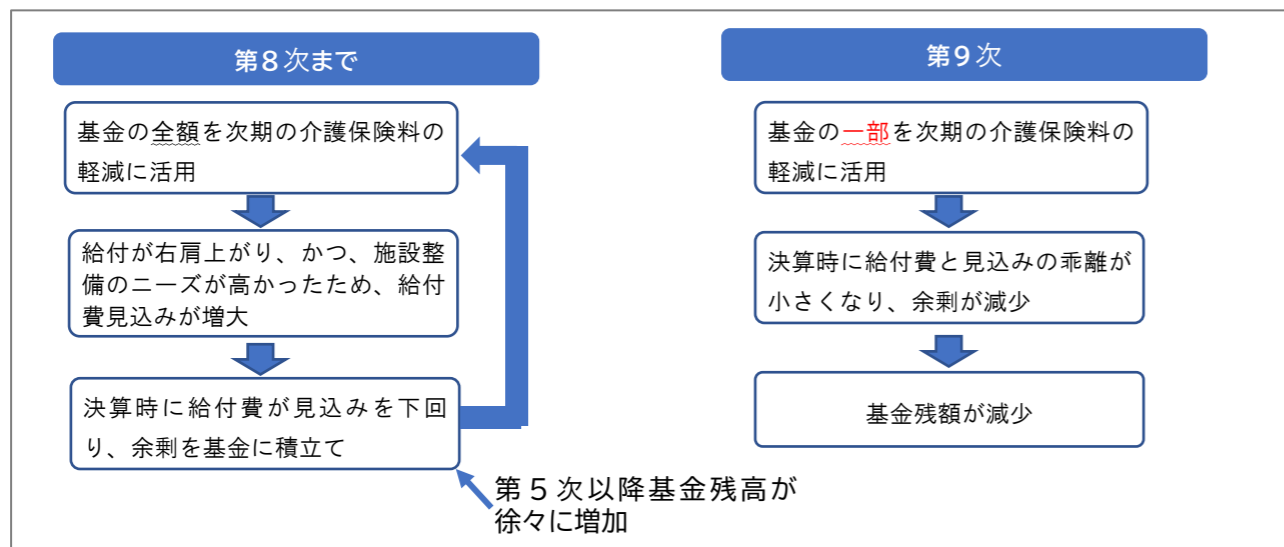 第８次まで
基金の全額を次期の介護保険料の
軽減に活用
給付が右肩上がり、かつ、施設整
備のニーズが高かったため、給付
費見込みが増大
決算時に給付費が見込みを下回
り、余剰を基金に積立て
第５次以降基金残高が
徐々に増加
第９次
基金の一部を次期の介護保険料の
軽減に活用
決算時に給付費と見込みの乖離が
小さくなり、余剰が減少
基金残額が減少